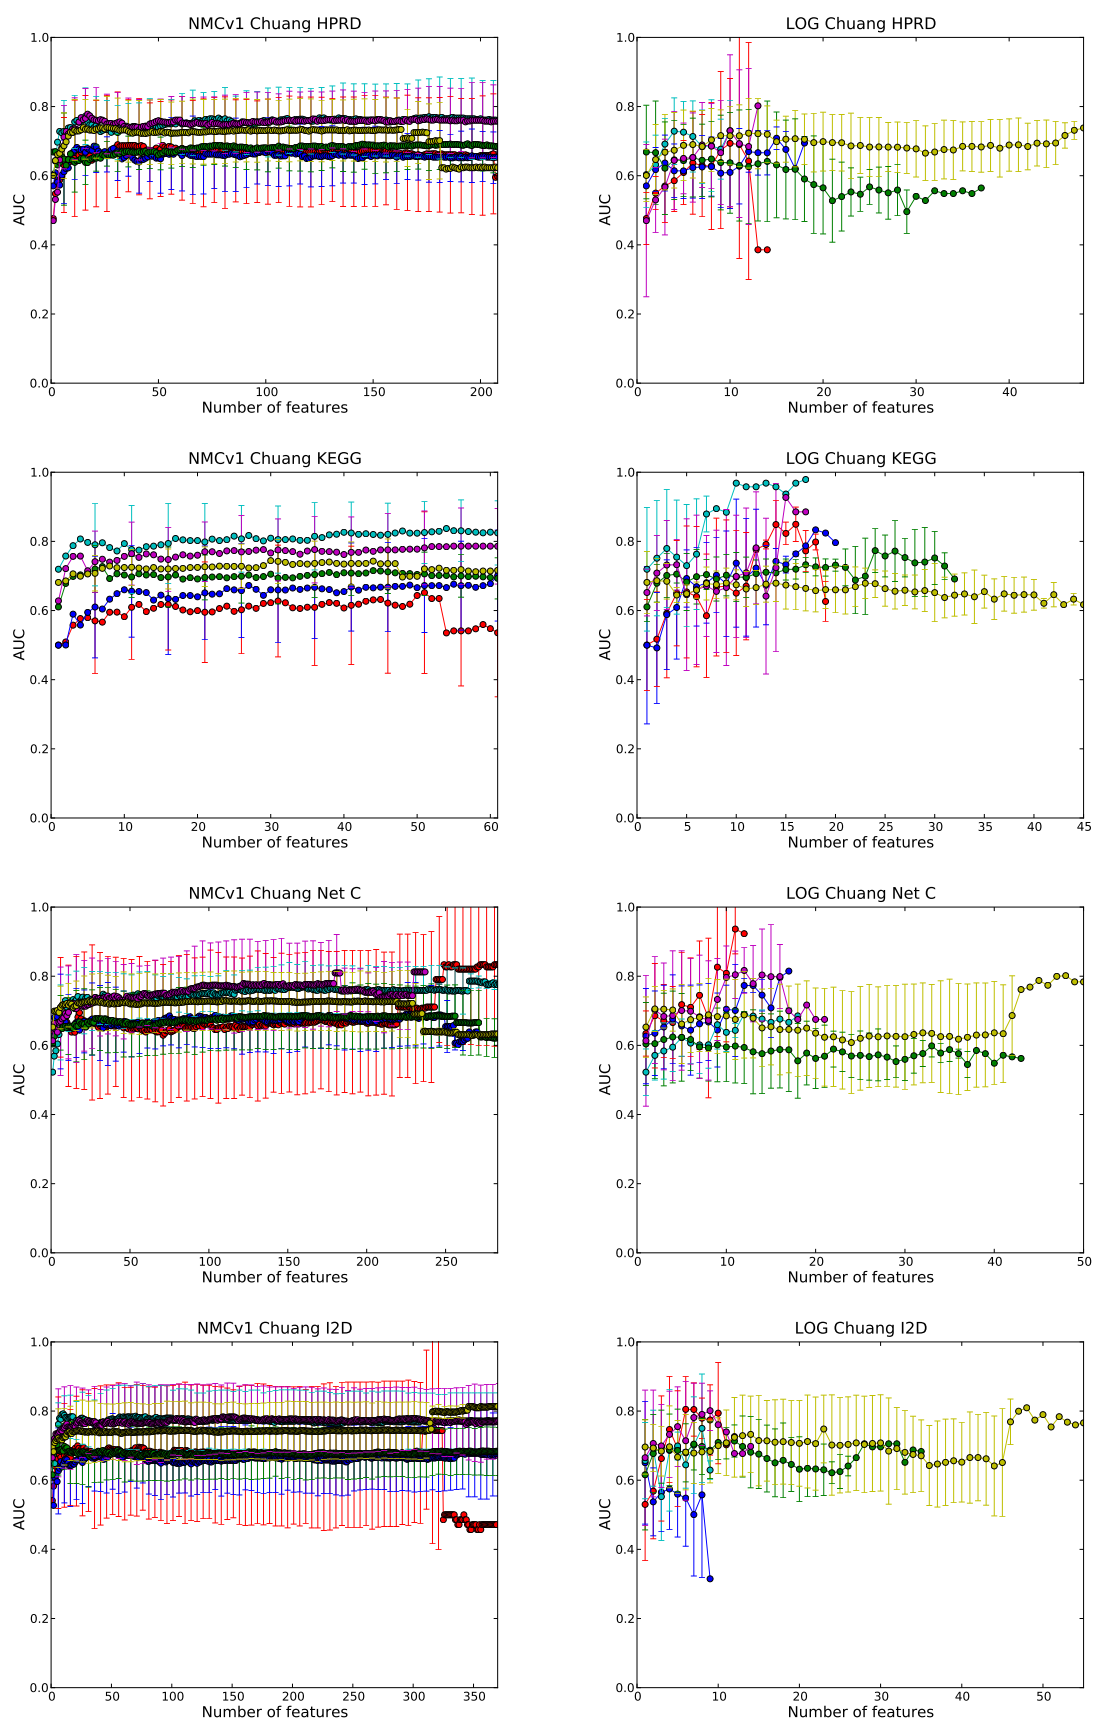 NMCv1 Chuang HPRD
1.0
0.8
0.6
0.4
0.2
0.0
AUC
0 50 100 150 200
Number of features
LOG Chuang HPRD
1.0
0.8
0.6
0.4
0.2
0.0
AUC
0 10 20 30 40
Number of features
NMCv1 Chuang KEGG
1.0
0.8
0.6
0.4
0.2
0.0
AUC
0 10 20 30 40 50 60
Number of features
LOG Chuang KEGG
1.0
0.8
0.6
0.4
0.2
0.0
AUC
0 5 10 15 20 25 30 35 40 45
Number of features
NMCv1 Chuang Net C
1.0
0.8
0.6
0.4
0.2
0.0
AUC
0 50 100 150 200 250
Number of features
LOG Chuang Net C
1.0
0.8
0.6
0.4
0.2
0.0
AUC
0 10 20 30 40 50
Number of features
NMCv1 Chuang I2D
1.0
0.8
0.6
0.4
0.2
0.0
AUC
0 50 100 150 200 250 300 350
Number of features
LOG Chuang I2D
1.0
0.8
0.6
0.4
0.2
0.0
AUC
0 10 20 30 40 50
Number of features